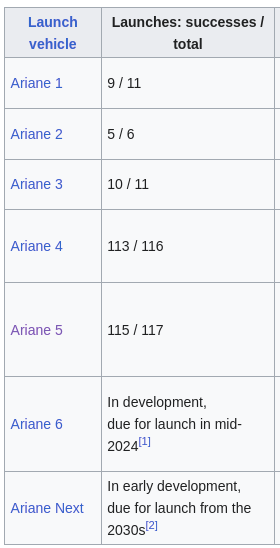 Launch
vehicle
Launches: successes /
total
Ariane 1
9 / 11
Ariane 2
5 / 6
Ariane 3
10 / 11
Ariane 4
113 / 116
Ariane 5
115 / 117
Ariane 6
In development,
due for launch in mid-
2024[1]
Ariane Next
In early development,
due for launch from the
2030s[2]